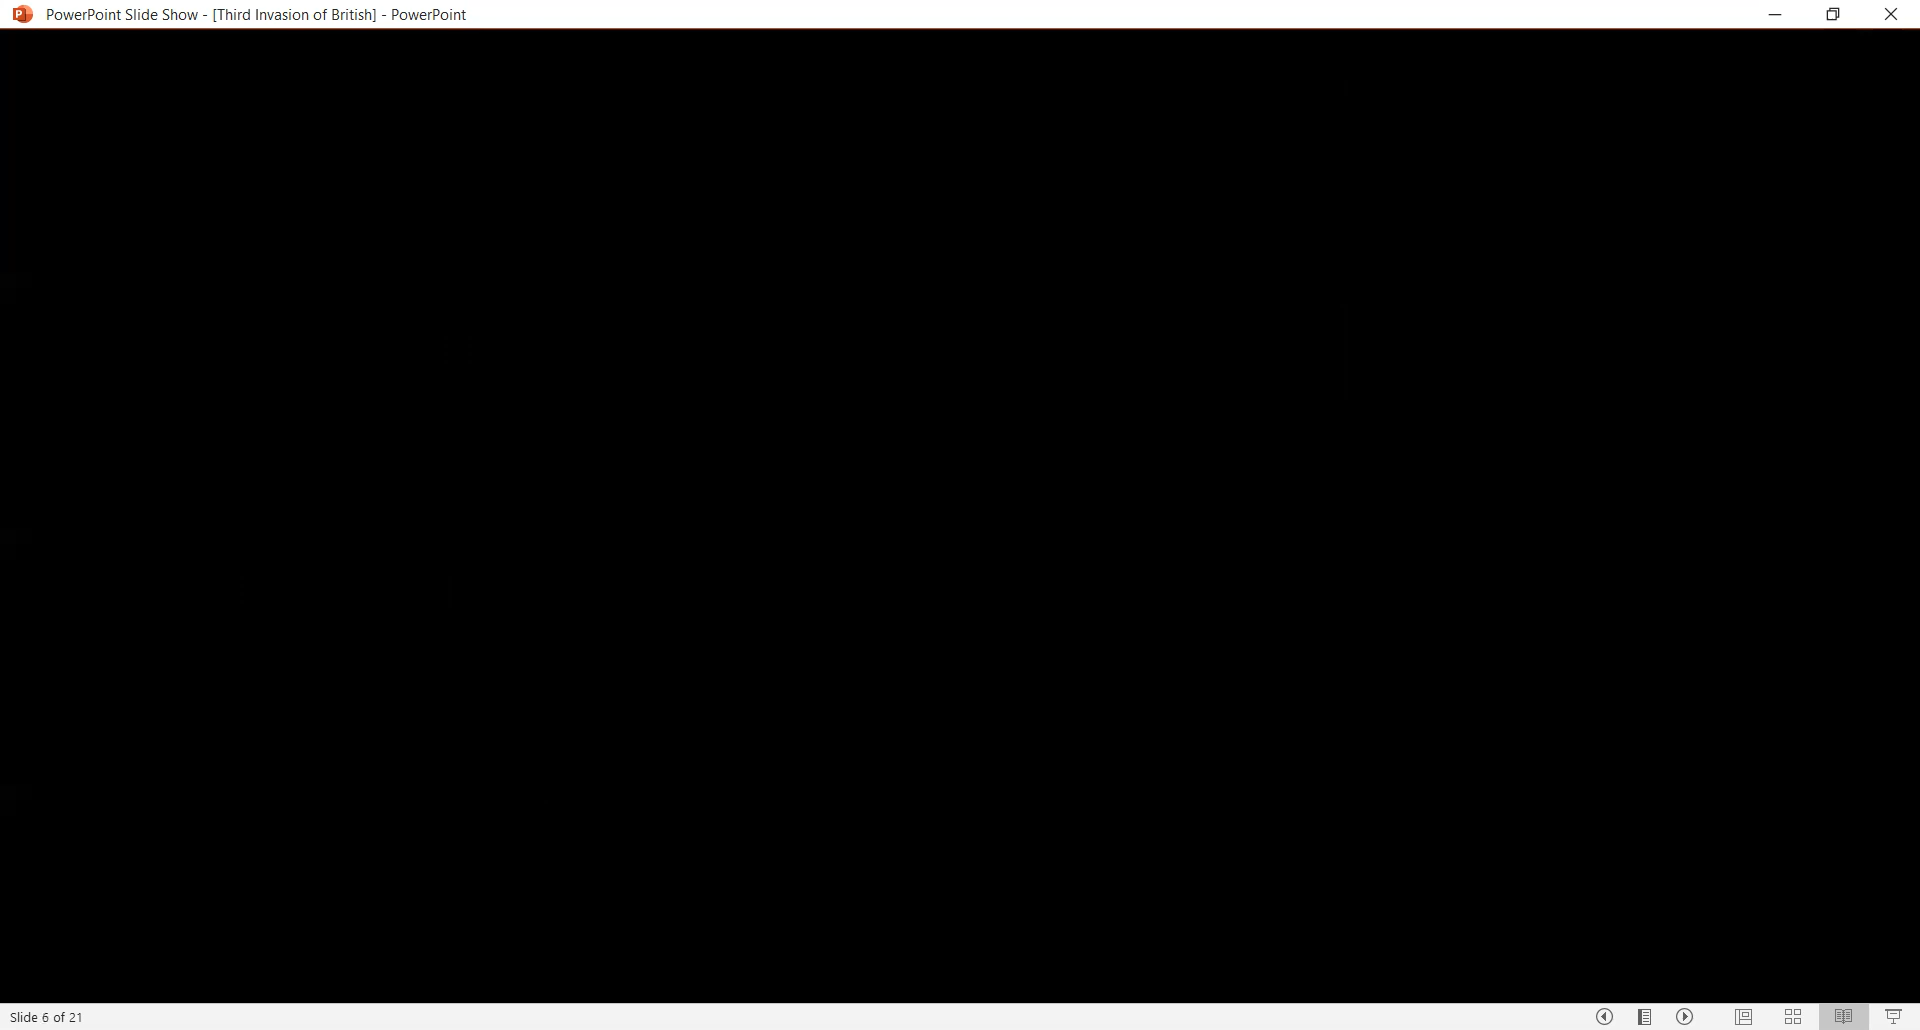 PowerPoint Slide Show - [Third Invasion of British] - PowerPoint
Slide 6 of 21